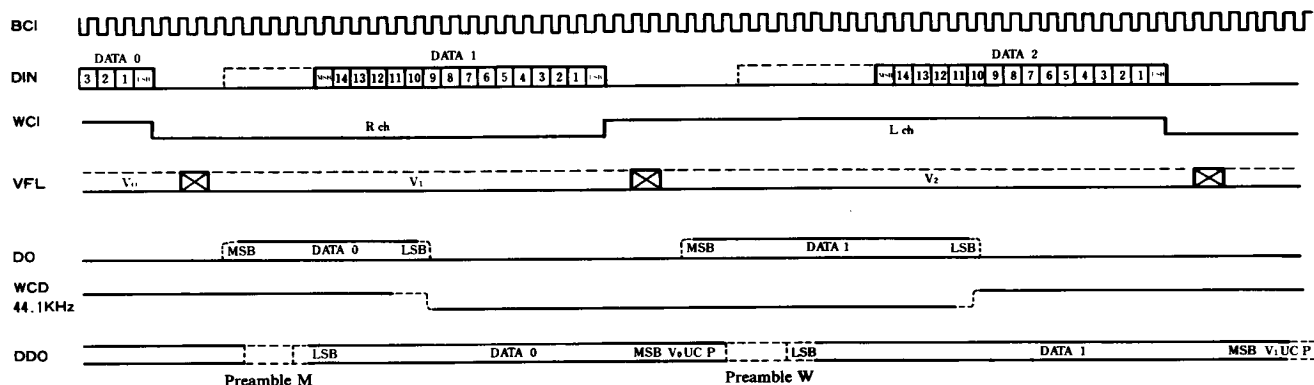 BCI
DATA 0 DATA 1 DATA 2
DIN 3 2 1 LSB MSB 14 13 12 11 10 9 8 7 6 5 4 3 2 1 LSB MSB 14 13 12 11 10 9 8 7 6 5 4 3 2 1 LSB
WCI R ch L ch
VFL V₀ V₁ V₂
DO MSB DATA 0 LSB MSB DATA 1 LSB
WCD
44.1KHz
DDO LSB DATA 0 MSB V₀ UC P LSB DATA 1 MSB V₁ UC P
Preamble M Preamble W